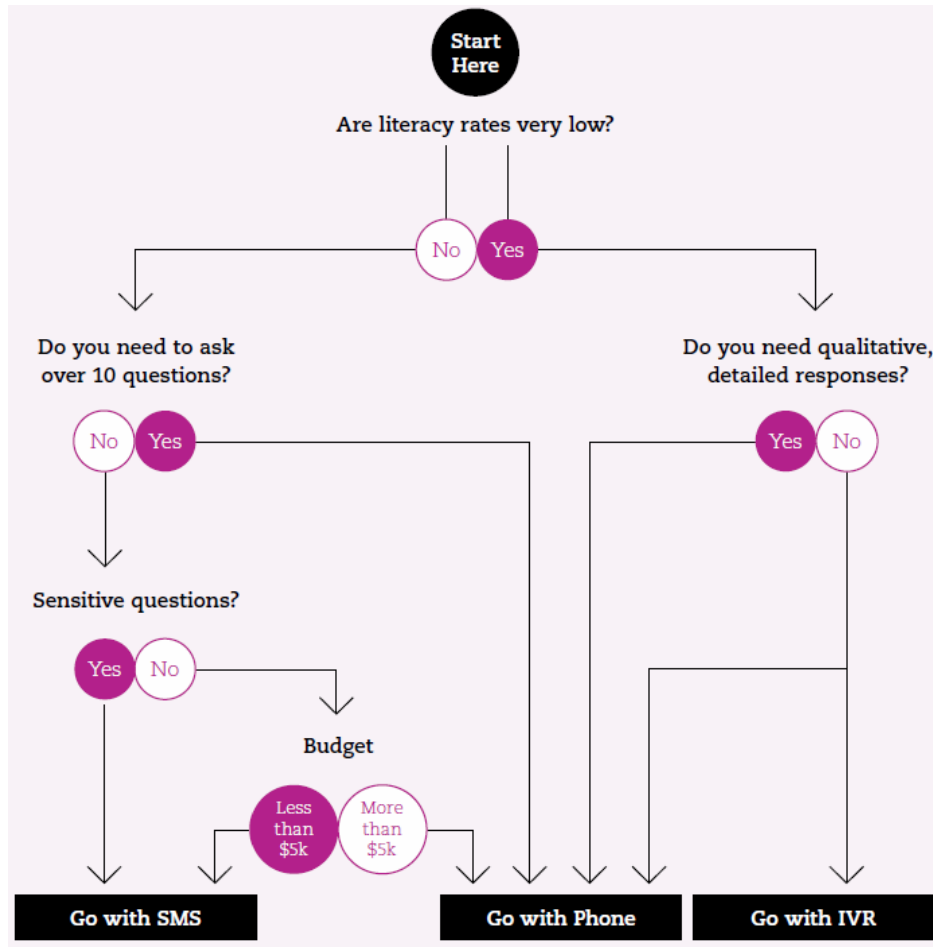 Start
Here
Are literacy rates very low?
No
Yes
Do you need to ask
over 10 questions?
Do you need qualitative,
detailed responses?
No
Yes
Yes
No
Sensitive questions?
Yes
No
Budget
Less
than
$5k
More
than
$5k
Go with SMS
Go with Phone
Go with IVR